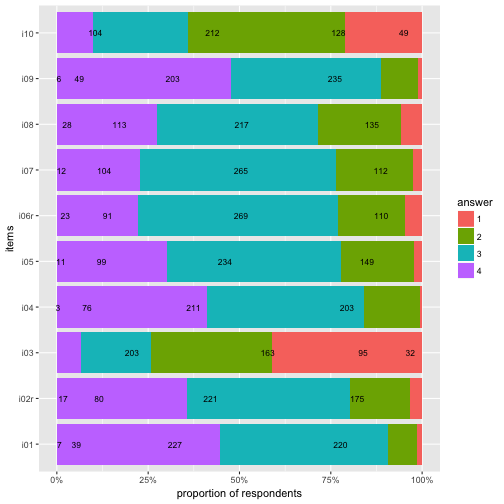 i10 104 212 128 49
i09 6 49 203 235
i08 28 113 217 135
i07 12 104 265 112
i06r 23 91 269 110
i05 11 99 234 149
i04 3 76 211 203
i03 203 163 95 32
i02r 17 80 221 175
i01 7 39 227 220
0% 25% 50% 75% 100%
proportion of respondents
items
answer
1
2
3
4